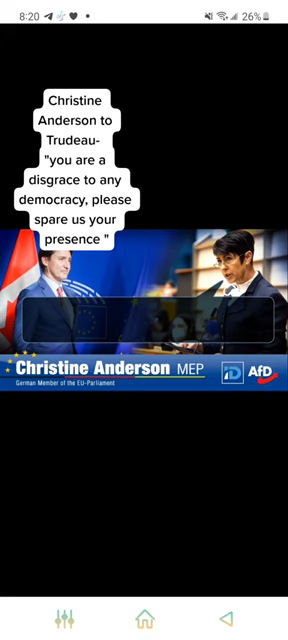 8:20
26%
Christine
Anderson to
Trudeau-
"you are a
disgrace to any
democracy, please
spare us your
presence "
Christine Anderson MEP
German Member of the EU-Parliament
ID
AfD